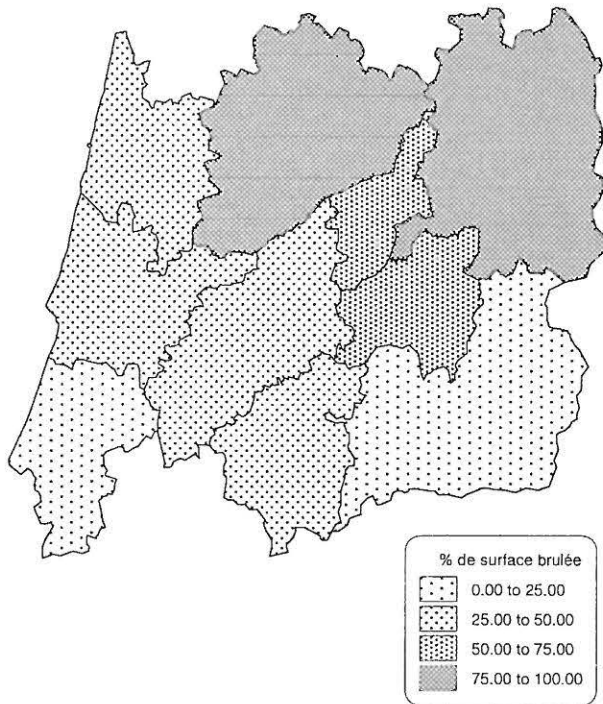 % de surface brulée
0.00 to 25.00
25.00 to 50.00
50.00 to 75.00
75.00 to 100.00